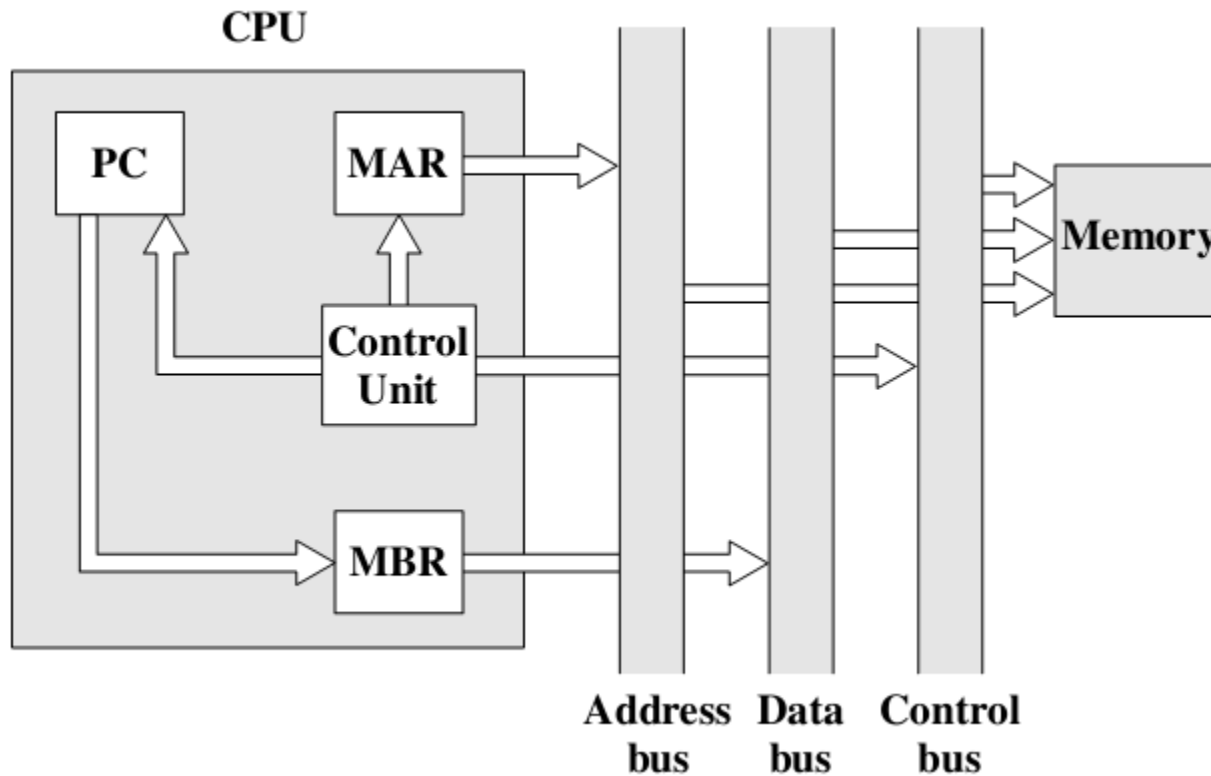 CPU
PC
MAR
Memory
Control
Unit
MBR
Address
bus
Data
bus
Control
bus